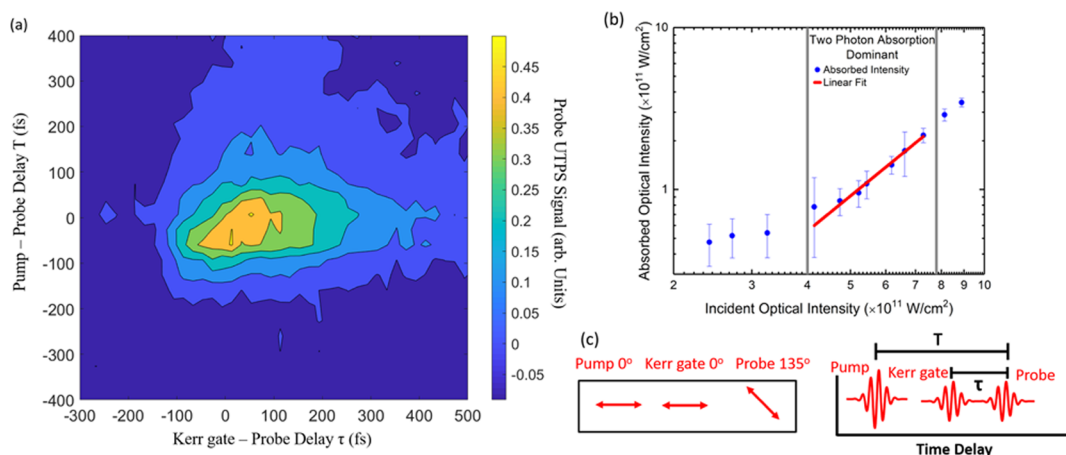 (a)
400
300
200
100
0
-100
-200
-300
-400
-300 -200 -100 0 100 200 300 400 500
Pump – Probe Delay T (fs)
Kerr gate – Probe Delay τ (fs)
0.45
0.4
0.35
0.3
0.25
0.2
0.15
0.1
0.05
0
-0.05
Probe UTPS Signal (arb. Units)
(b)
10
1
Absorbed Optical Intensity (×10¹¹ W/cm²)
Two Photon Absorption
Dominant
Absorbed Intensity
Linear Fit
2 3 4 5 6 7 8 9 10
Incident Optical Intensity (×10¹¹ W/cm²)
(c)
Pump 0° Kerr gate 0° Probe 135°
T
Pump Kerr gate Probe
τ
Time Delay